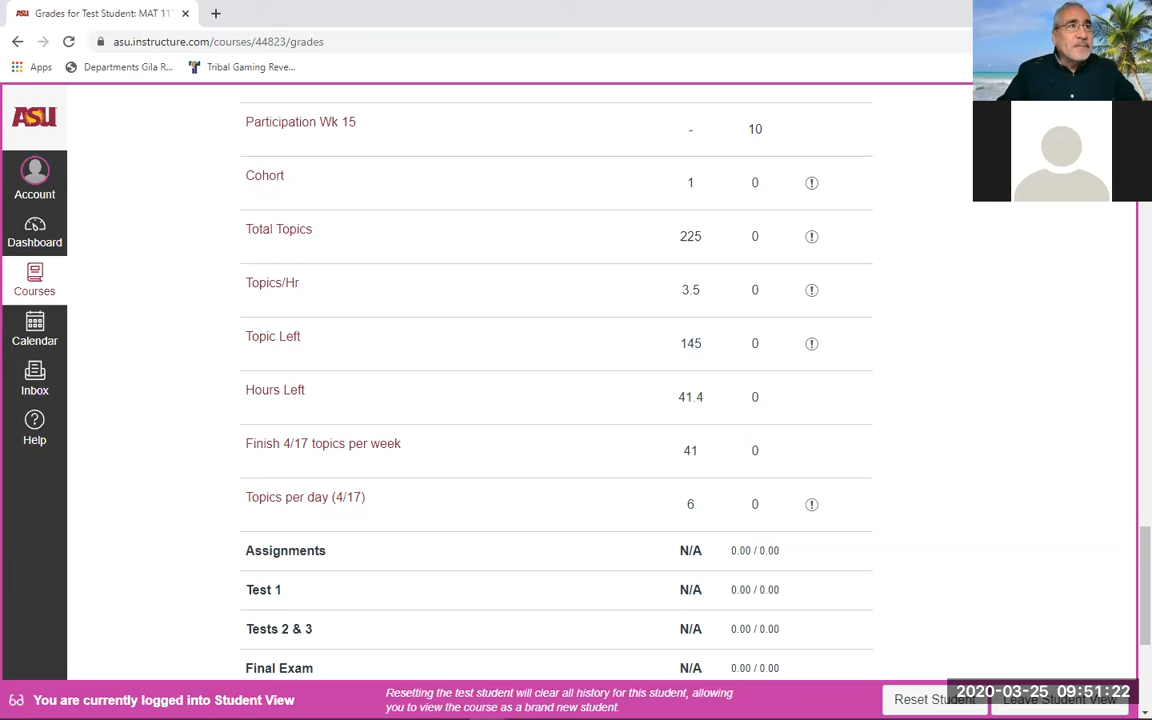 ASU Grades for Test Student: MAT 11
asu.instructure.com/courses/44823/grades
Apps Departments Gila R... Tribal Gaming Reve...
ASU
Account
Dashboard
Courses
Calendar
Inbox
Help
Participation Wk 15 - 10
Cohort 1 0
Total Topics 225 0
Topics/Hr 3.5 0
Topic Left 145 0
Hours Left 41.4 0
Finish 4/17 topics per week 41 0
Topics per day (4/17) 6 0
Assignments N/A 0.00 / 0.00
Test 1 N/A 0.00 / 0.00
Tests 2 & 3 N/A 0.00 / 0.00
Final Exam N/A 0.00 / 0.00
You are currently logged into Student View
Resetting the test student will clear all history for this student, allowing
you to view the course as a brand new student.
Reset Student
Leave Student View
2020-03-25 09:51:22